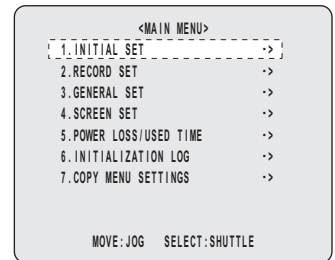 <MAIN MENU>
1.INITIAL SET ->
2.RECORD SET ->
3.GENERAL SET ->
4.SCREEN SET ->
5.POWER LOSS/USED TIME ->
6.INITIALIZATION LOG ->
7.COPY MENU SETTINGS ->
MOVE:JOG SELECT:SHUTTLE